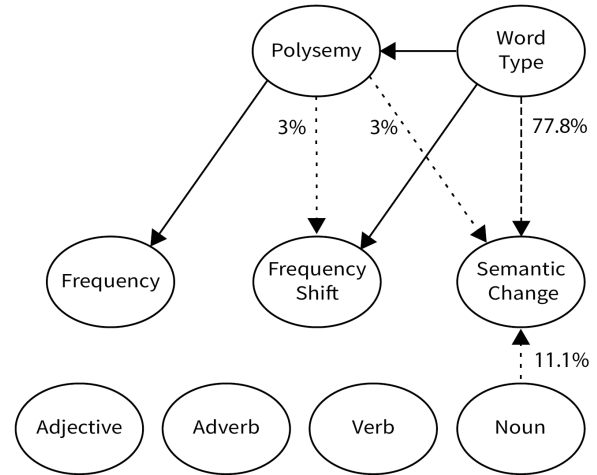 Polysemy
Word
Type
3%
3%
77.8%
Frequency
Frequency
Shift
Semantic
Change
11.1%
Adjective
Adverb
Verb
Noun